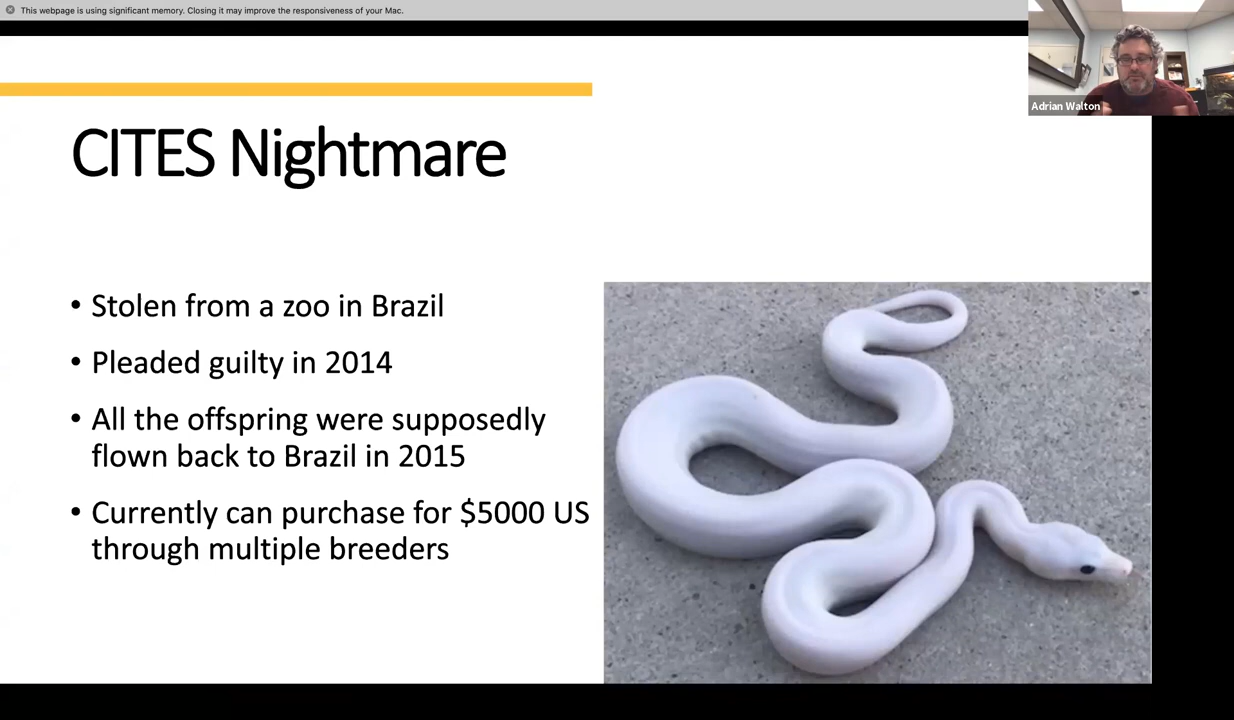 This webpage is using significant memory. Closing it may improve the responsiveness of your Mac.
Adrian Walton
CITES Nightmare
• Stolen from a zoo in Brazil
• Pleaded guilty in 2014
• All the offspring were supposedly
flown back to Brazil in 2015
• Currently can purchase for $5000 US
through multiple breeders